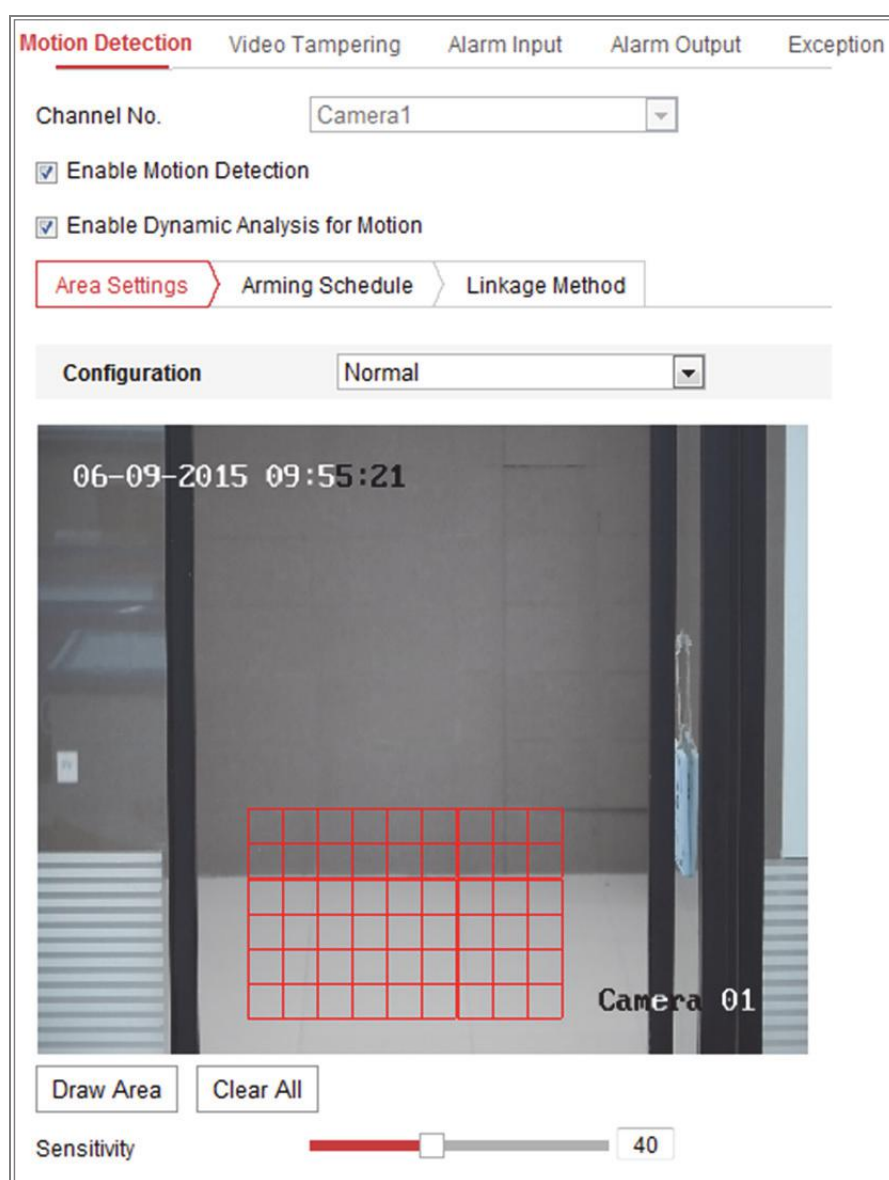 Motion Detection Video Tampering Alarm Input Alarm Output Exception
Channel No. Camera1
Enable Motion Detection
Enable Dynamic Analysis for Motion
Area Settings Arming Schedule Linkage Method
Configuration Normal
06-09-2015 09:55:21
Camera 01
Draw Area Clear All
Sensitivity 40